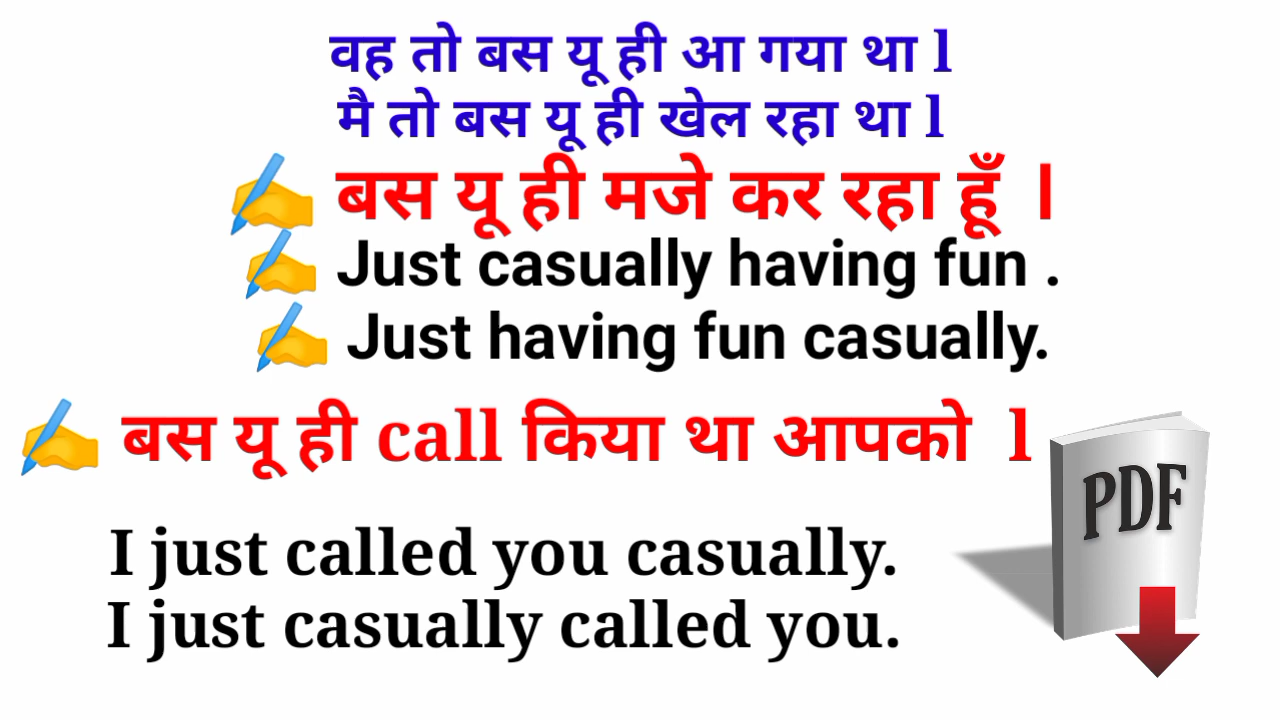 वह तो बस यू ही आ गया था l
मै तो बस यू ही खेल रहा था l
✍️ बस यू ही मजे कर रहा हूँ l
✍️ Just casually having fun .
✍️ Just having fun casually.
✍️ बस यू ही call किया था आपको l
PDF
I just called you casually.
I just casually called you.